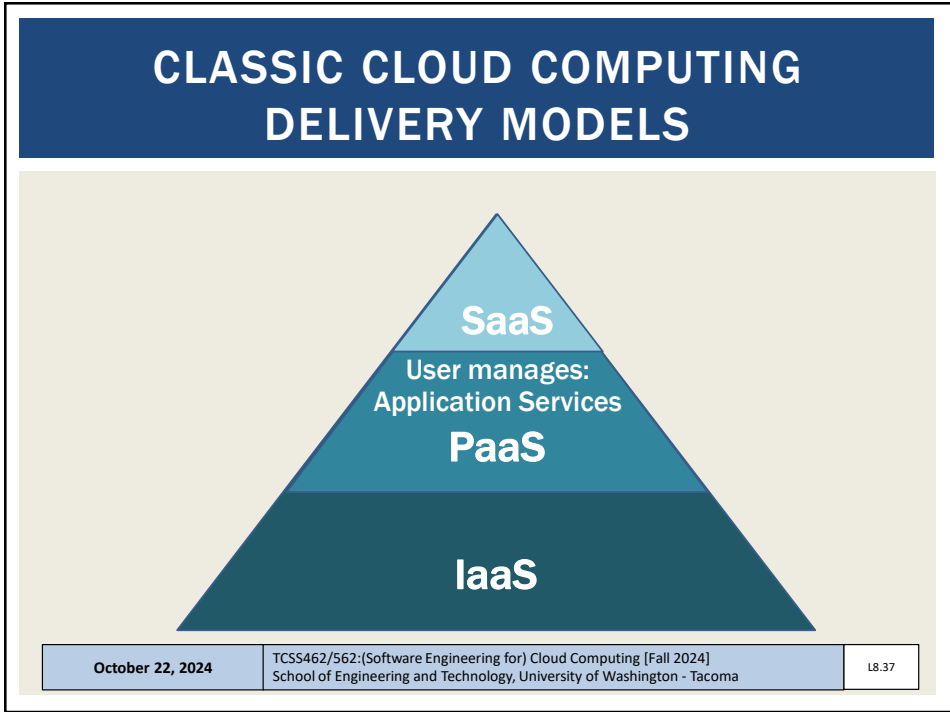 CLASSIC CLOUD COMPUTING
DELIVERY MODELS
SaaS
User manages:
Application Services
PaaS
IaaS
October 22, 2024
TCSS462/562:(Software Engineering for) Cloud Computing [Fall 2024]
School of Engineering and Technology, University of Washington - Tacoma
L8.37